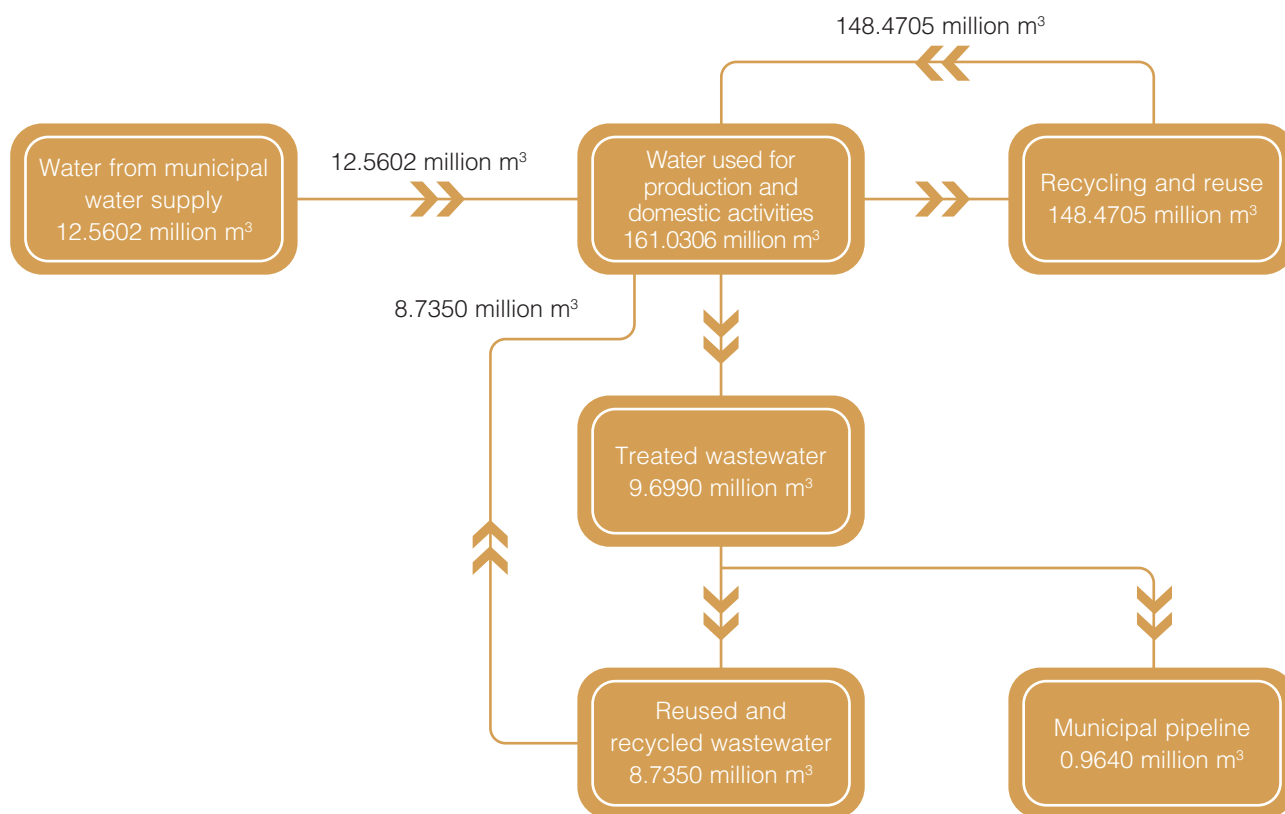 148.4705 million m³
Water from municipal
water supply
12.5602 million m³
12.5602 million m³
Water used for
production and
domestic activities
161.0306 million m³
Recycling and reuse
148.4705 million m³
8.7350 million m³
Treated wastewater
9.6990 million m³
Reused and
recycled wastewater
8.7350 million m³
Municipal pipeline
0.9640 million m³